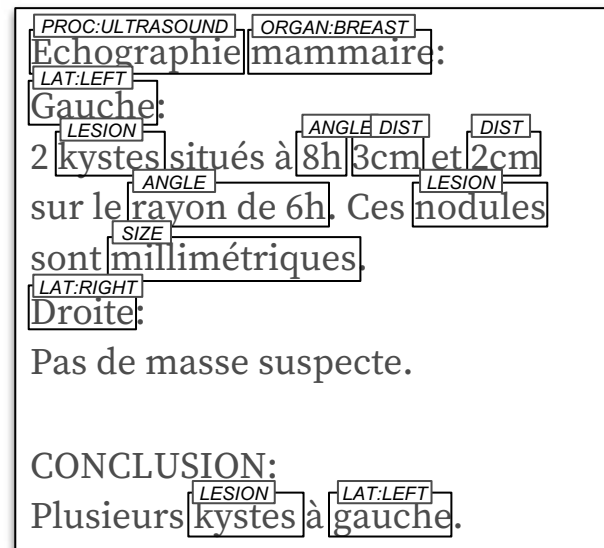 PROC:ULTRASOUND ORGAN:BREAST
Echographie mammaire:
LAT:LEFT
Gauche:
LESION ANGLE DIST DIST
2 kystes situés à 8h 3cm et 2cm
ANGLE LESION
sur le rayon de 6h. Ces nodules
SIZE
sont millimétriques.
LAT:RIGHT
Droite:
Pas de masse suspecte.
CONCLUSION:
LESION LAT:LEFT
Plusieurs kystes à gauche.